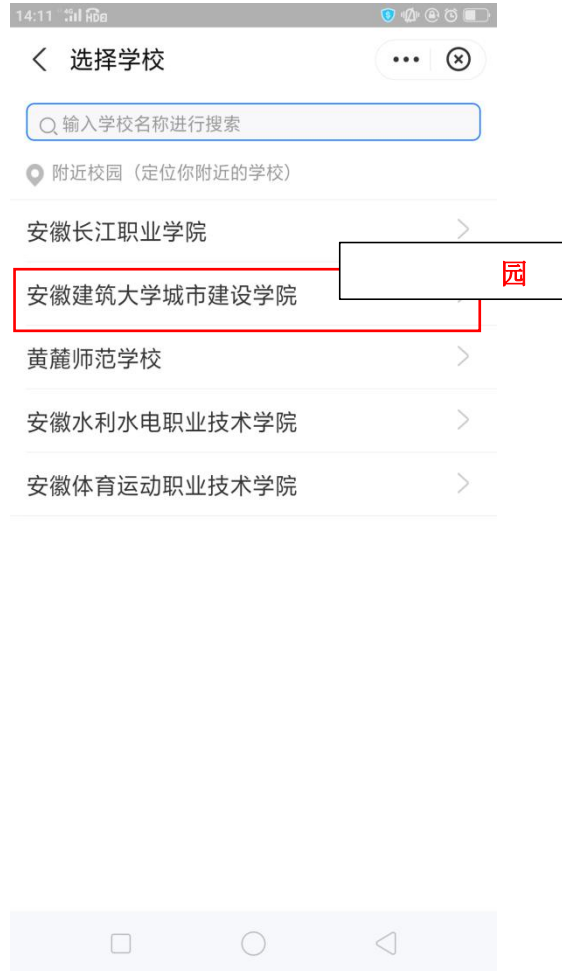 14:11
选择学校
输入学校名称进行搜索
附近校园（定位你附近的学校）
安徽长江职业学院
园
安徽建筑大学城市建设学院
黄麓师范学校
安徽水利水电职业技术学院
安徽体育运动职业技术学院